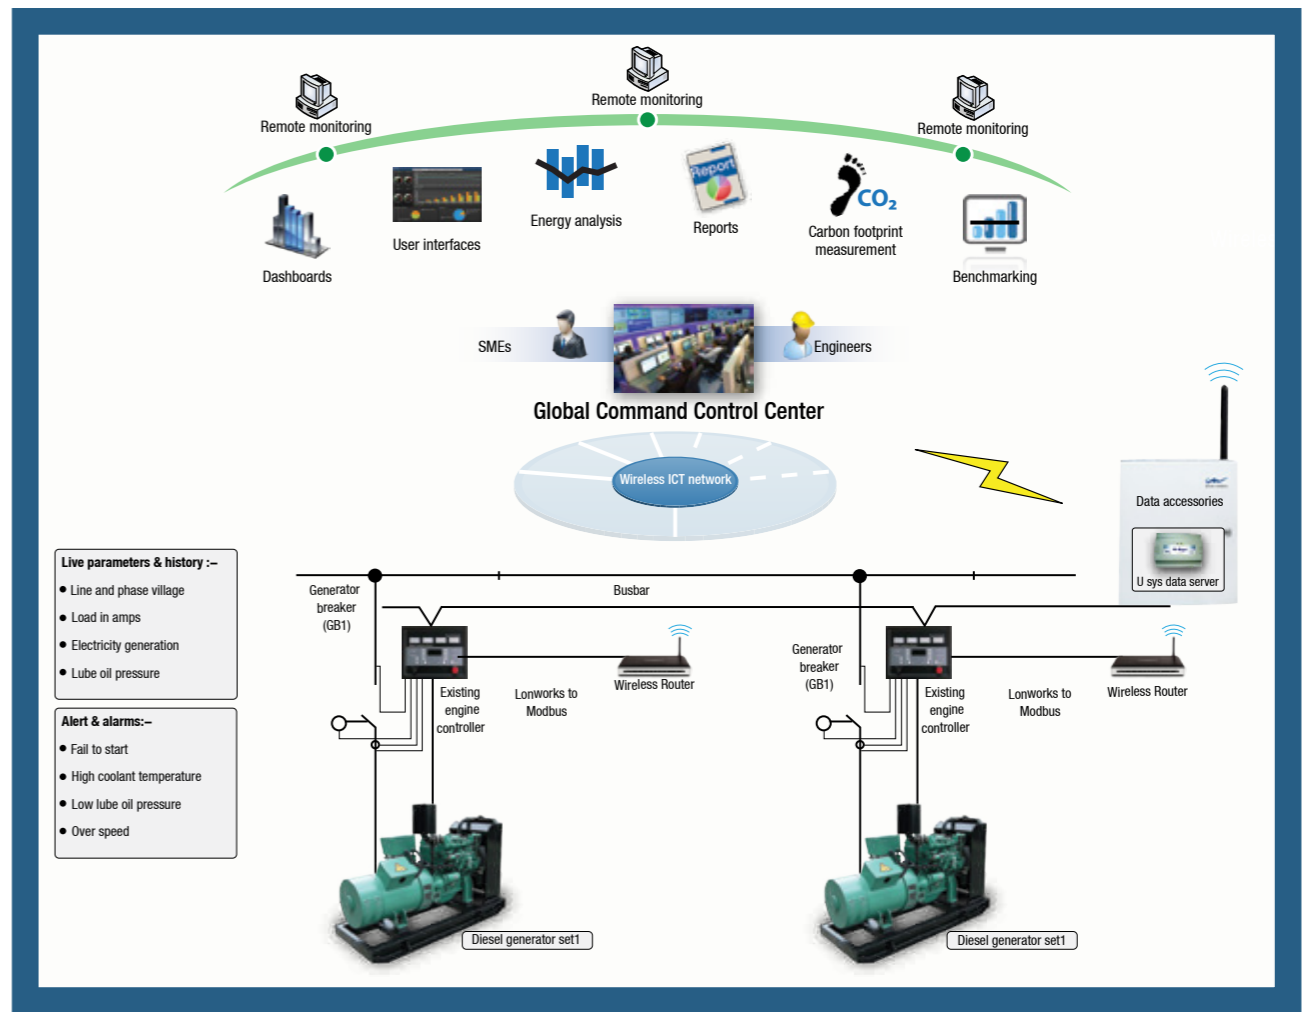 Remote monitoring
Remote monitoring
Remote monitoring
Dashboards
User interfaces
Energy analysis
Report
Reports
CO₂
Carbon footprint
measurement
Benchmarking
SMEs
Engineers
Global Command Control Center
Wireless ICT network
Data accessories
U sys data server
Live parameters & history :–
● Line and phase village
● Load in amps
● Electricity generation
● Lube oil pressure
Alert & alarms:–
● Fail to start
● High coolant temperature
● Low lube oil pressure
● Over speed
Generator
breaker
(GB1)
Busbar
Existing
engine
controller
Lonworks to
Modbus
Wireless Router
Generator
breaker
(GB1)
Existing
engine
controller
Lonworks to
Modbus
Wireless Router
Diesel generator set1
Diesel generator set1